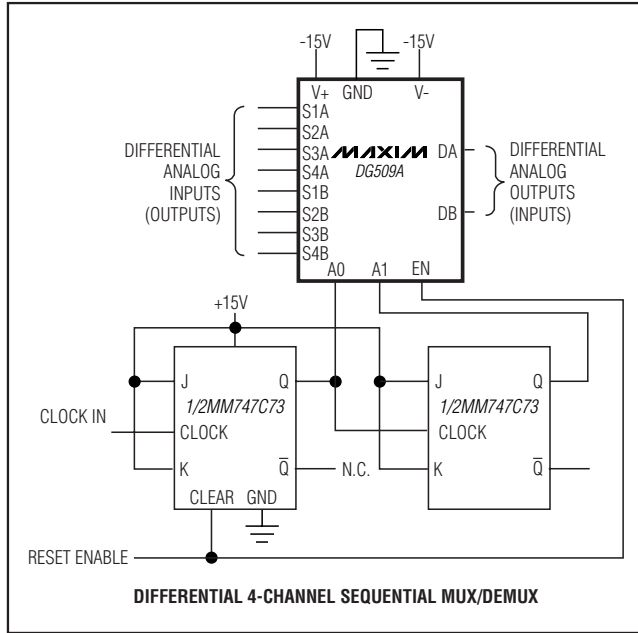 -15V
-15V
V+
GND
V-
S1A
S2A
S3A
S4A
S1B
S2B
S3B
S4B
DIFFERENTIAL
ANALOG
INPUTS
(OUTPUTS)
MAXIM
DG509A
DA
DB
DIFFERENTIAL
ANALOG
OUTPUTS
(INPUTS)
A0
A1
EN
+15V
J
Q
1/2MM747C73
CLOCK IN
CLOCK
K
Q̅
N.C.
CLEAR
GND
J
Q
1/2MM747C73
CLOCK
K
Q̅
RESET ENABLE
DIFFERENTIAL 4-CHANNEL SEQUENTIAL MUX/DEMUX